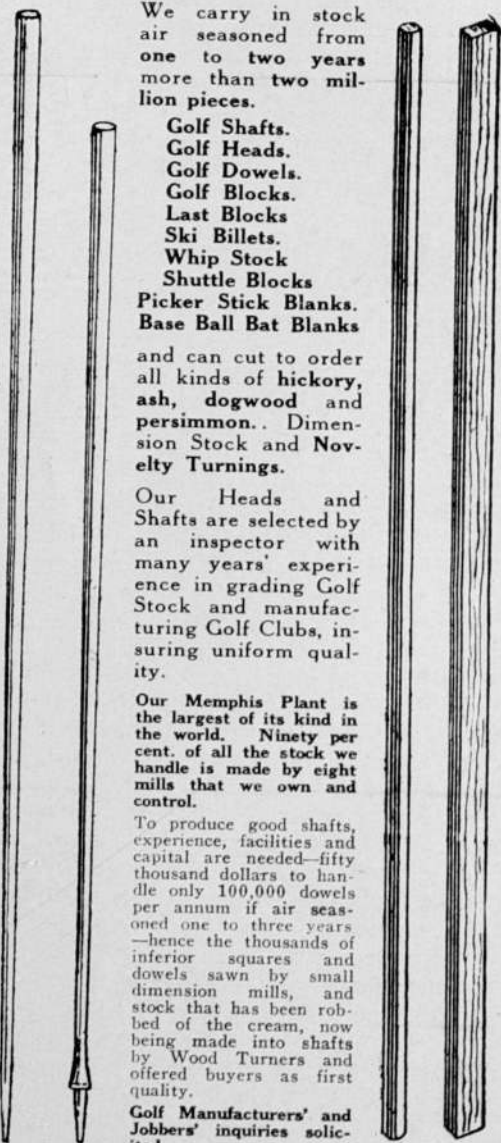 We carry in stock
air seasoned from
one to two years
more than two mil-
lion pieces.
Golf Shafts.
Golf Heads.
Golf Dowels.
Golf Blocks.
Last Blocks
Ski Billets.
Whip Stock
Shuttle Blocks
Picker Stick Blanks.
Base Ball Bat Blanks
and can cut to order
all kinds of hickory,
ash, dogwood and
persimmon.. Dimen-
sion Stock and Nov-
elty Turnings.
Our Heads and
Shafts are selected by
an inspector with
many years' experi-
ence in grading Golf
Stock and manufac-
turing Golf Clubs, in-
suring uniform qual-
ity.
Our Memphis Plant is
the largest of its kind in
the world. Ninety per
cent. of all the stock we
handle is made by eight
mills that we own and
control.
To produce good shafts,
experience, facilities and
capital are needed—fifty
thousand dollars to han-
dle only 100,000 dowels
per annum if air seas-
oned one to three years
—hence the thousands of
inferior squares and
dowels sawn by small
dimension mills, and
stock that has been rob-
bed of the cream, now
being made into shafts
by Wood Turners and
offered buyers as first
quality.
Golf Manufacturers' and
Jobbers' inquiries solic-